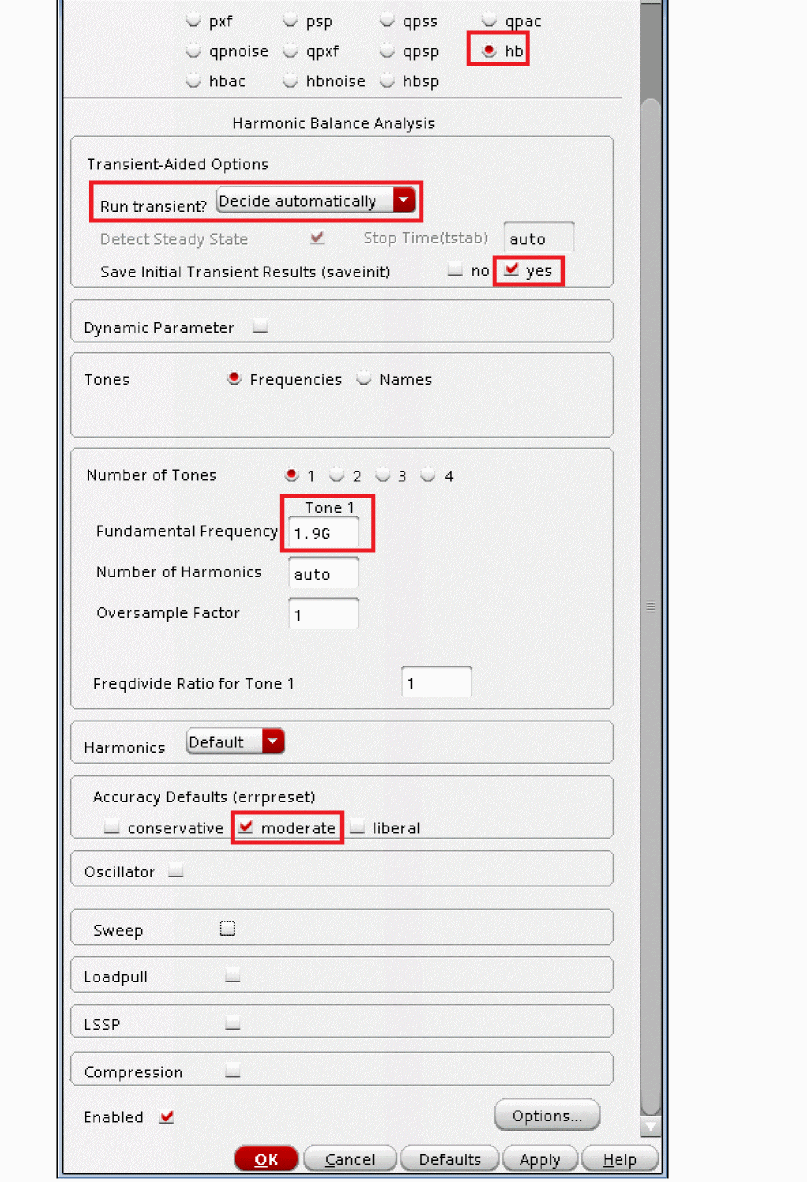 pxf psp qpss qpac
qpnoise qpxf qpsp hb
hbac hbnoise hbsp
Harmonic Balance Analysis
Transient-Aided Options
Run transient? Decide automatically
Detect Steady State Stop Time(tstab) auto
Save Initial Transient Results (saveinit) no yes
Dynamic Parameter
Tones Frequencies Names
Number of Tones 1 2 3 4
Tone 1
Fundamental Frequency 1.9G
Number of Harmonics auto
Oversample Factor 1
Freqdivide Ratio for Tone 1 1
Harmonics Default
Accuracy Defaults (errpreset)
conservative moderate liberal
Oscillator
Sweep
Loadpull
LSSP
Compression
Enabled Options...
OK Cancel Defaults Apply Help